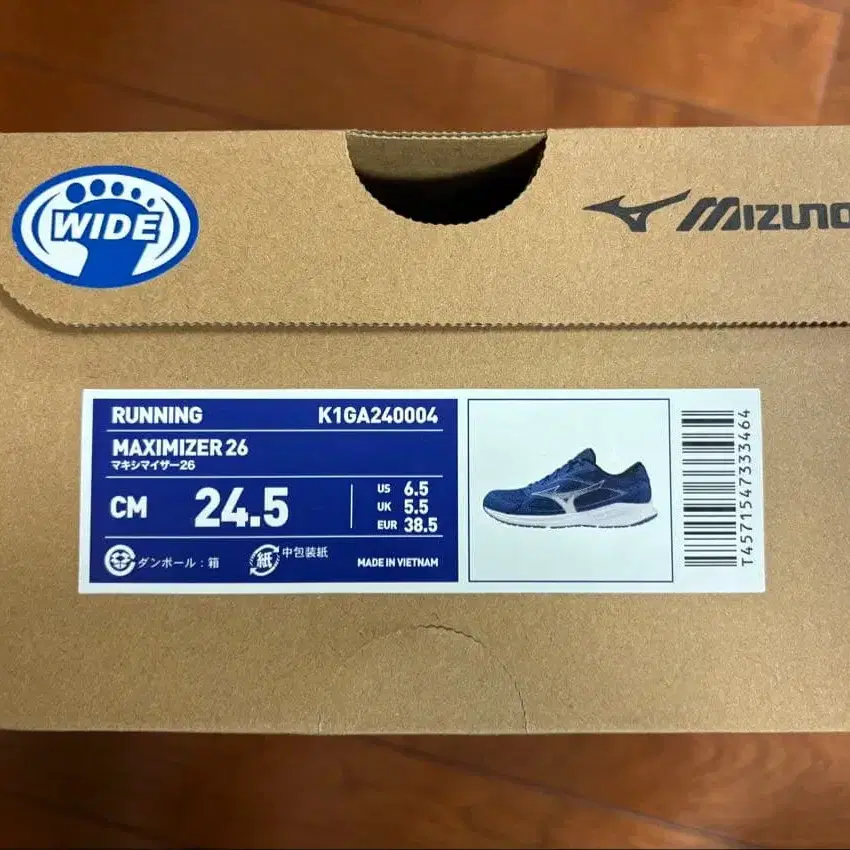 WIDE
MIZUNO
RUNNING K1GA240004
MAXIMIZER 26
マキシマイザー26
CM 24.5
US 6.5
UK 5.5
EUR 38.5
ダンボール：箱
紙 中包装紙
MADE IN VIETNAM
T4571547333464